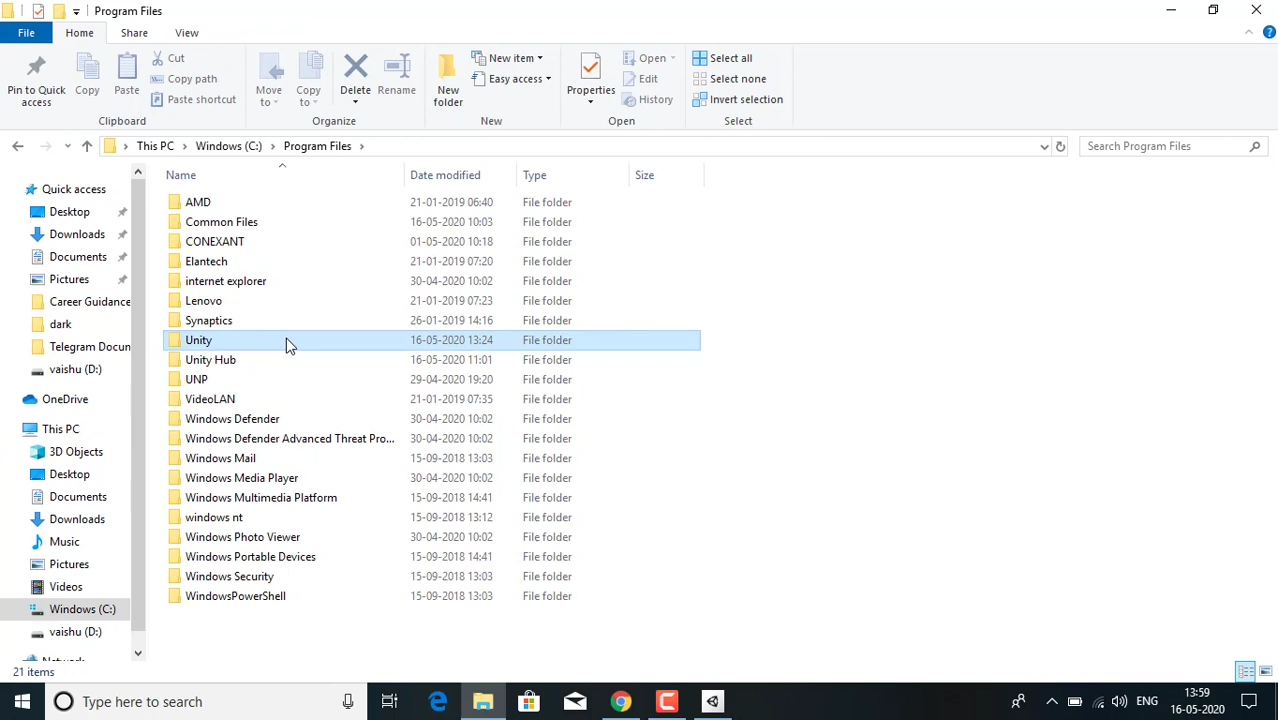 Program Files
File Home Share View
Pin to Quick access
Copy
Paste
Cut
Copy path
Paste shortcut
Clipboard
Move to
Copy to
Delete
Rename
Organize
New folder
New item
Easy access
New
Properties
Open
Edit
History
Open
Select all
Select none
Invert selection
Select
This PC Windows (C:) Program Files
Search Program Files
Quick access
Desktop
Downloads
Documents
Pictures
Career Guidance
dark
Telegram Docun
vaishu (D:)
OneDrive
This PC
3D Objects
Desktop
Documents
Downloads
Music
Pictures
Videos
Windows (C:)
vaishu (D:)
Network
Name Date modified Type Size
AMD 21-01-2019 06:40 File folder
Common Files 16-05-2020 10:03 File folder
CONEXANT 01-05-2020 10:18 File folder
Elantech 21-01-2019 07:20 File folder
internet explorer 30-04-2020 10:02 File folder
Lenovo 21-01-2019 07:23 File folder
Synaptics 26-01-2019 14:16 File folder
Unity 16-05-2020 13:24 File folder
Unity Hub 16-05-2020 11:01 File folder
UNP 29-04-2020 19:20 File folder
VideoLAN 21-01-2019 07:35 File folder
Windows Defender 30-04-2020 10:02 File folder
Windows Defender Advanced Threat Pro... 30-04-2020 10:02 File folder
Windows Mail 15-09-2018 13:03 File folder
Windows Media Player 30-04-2020 10:02 File folder
Windows Multimedia Platform 15-09-2018 14:41 File folder
windows nt 15-09-2018 13:12 File folder
Windows Photo Viewer 30-04-2020 10:02 File folder
Windows Portable Devices 15-09-2018 14:41 File folder
Windows Security 15-09-2018 13:03 File folder
WindowsPowerShell 15-09-2018 13:03 File folder
21 items
Type here to search
ENG
13:59
16-05-2020